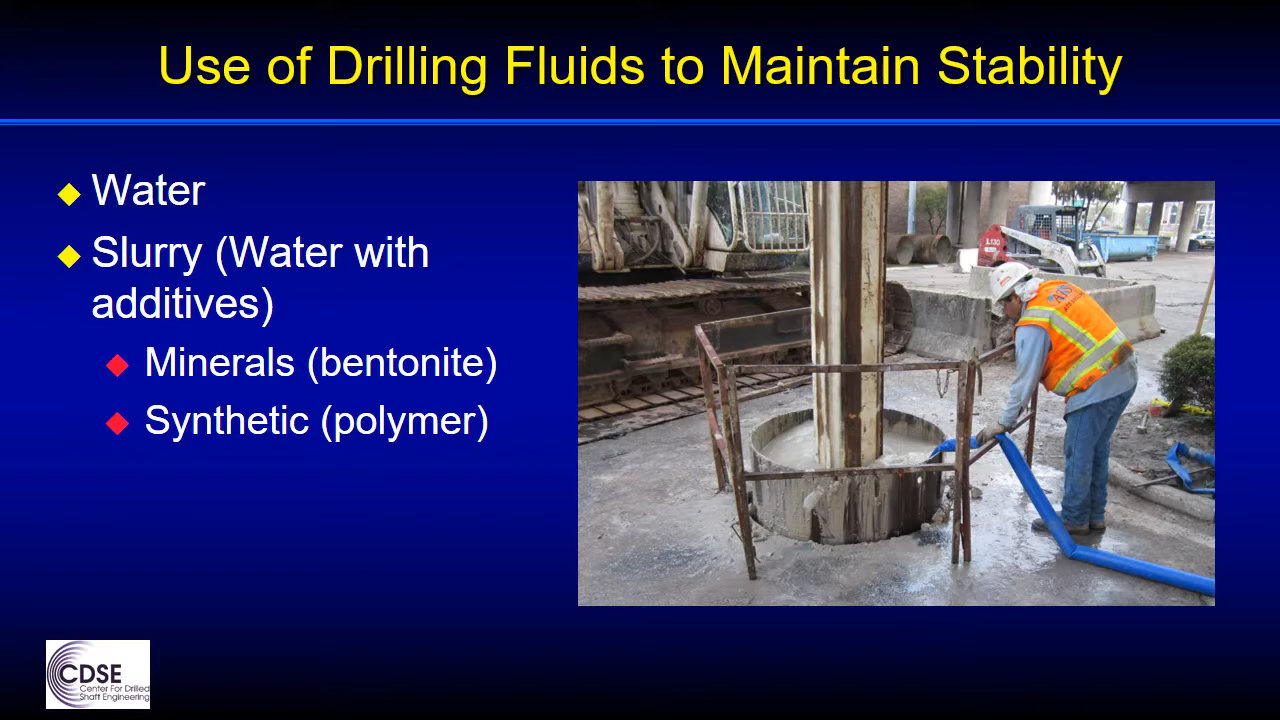 Use of Drilling Fluids to Maintain Stability
Water
Slurry (Water with
additives)
Minerals (bentonite)
Synthetic (polymer)
L130
CDSE
Center For Drilled
Shaft Engineering